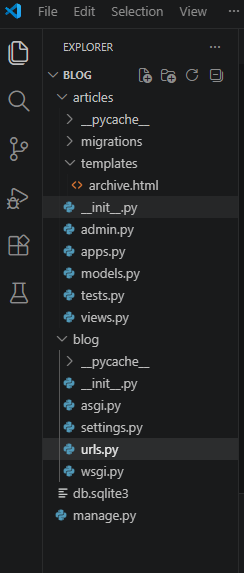 File Edit Selection View ···
EXPLORER ···
BLOG
articles
__pycache__
migrations
templates
archive.html
__init__.py
admin.py
apps.py
models.py
tests.py
views.py
blog
__pycache__
__init__.py
asgi.py
settings.py
urls.py
wsgi.py
db.sqlite3
manage.py